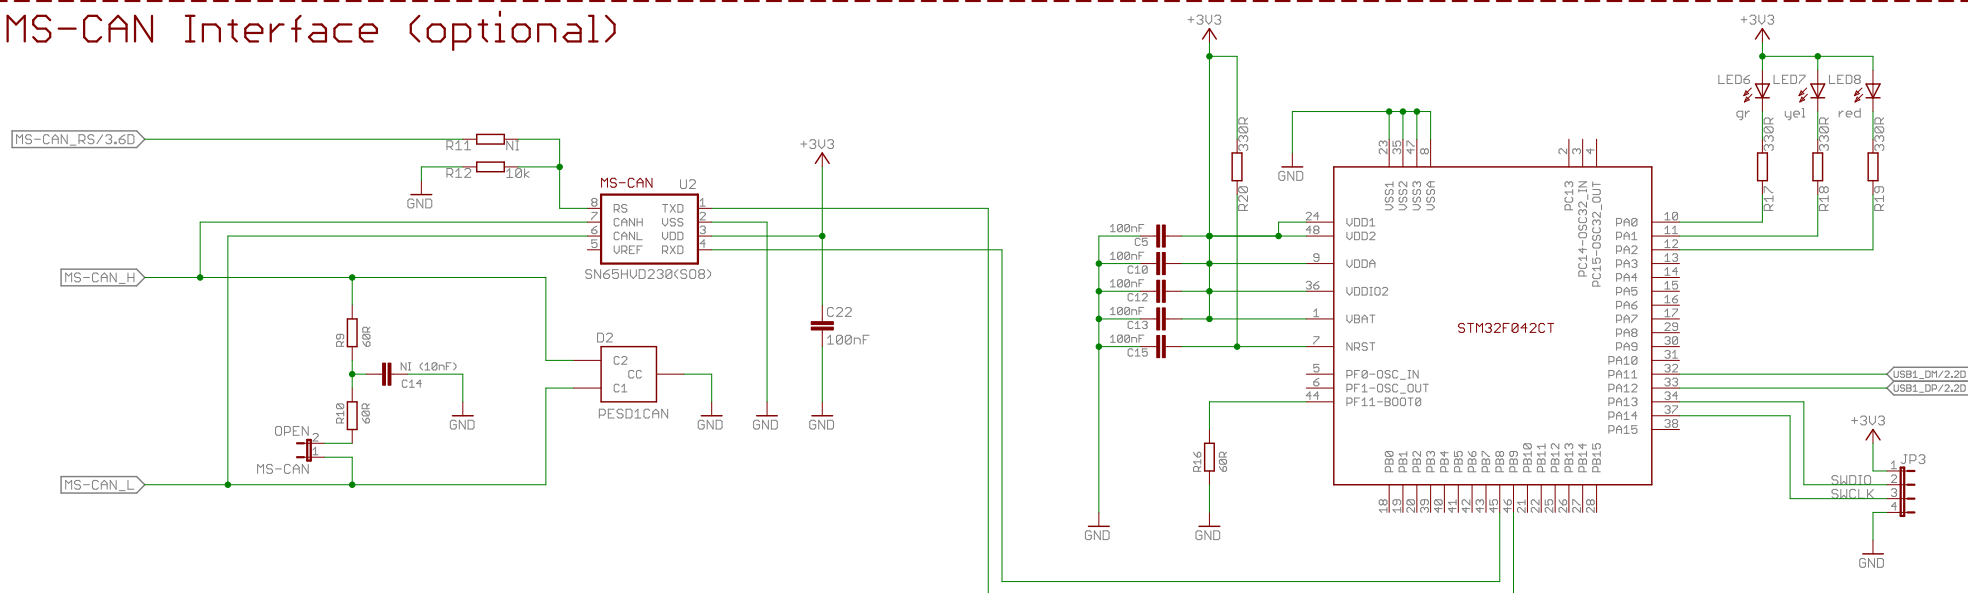 MS-CAN Interface (optional)
MS-CAN_RS/3.6D
R11
NI
R12
10k
GND
MS-CAN
U2
8 RS TXD 1
7 CANH VSS 2
6 CANL VDD 3
5 VREF RXD 4
SN65HVD230(SO8)
+3V3
C22
100nF
GND
GND
MS-CAN_H
R9
60R
NI (10nF)
C14
GND
R10
60R
OPEN
2
1
MS-CAN
MS-CAN_L
D2
C2
CC
C1
PESD1CAN
GND
+3V3
330R
R20
100nF
C5
100nF
C10
100nF
C12
100nF
C13
100nF
C15
GND
R16
60R
GND
GND
23 35 47 8
VSS1 VSS2 VSS3 VSSA
2 3 4
PC13
PC14-OSC32_IN
PC15-OSC32_OUT
24 VDD1
48 VDD2
9 VDDA
36 VDDIO2
1 VBAT
7 NRST
5 PF0-OSC_IN
6 PF1-OSC_OUT
44 PF11-BOOT0
STM32F042CT
PA0 10
PA1 11
PA2 12
PA3 13
PA4 14
PA5 15
PA6 16
PA7 17
PA8 29
PA9 30
PA10 31
PA11 32
PA12 33
PA13 34
PA14 37
PA15 38
PB0 PB1 PB2 PB3 PB4 PB5 PB6 PB7 PB8 PB9 PB10 PB11 PB12 PB13 PB14 PB15
18 19 20 39 40 41 42 43 45 46 21 22 25 26 27 28
+3V3
LED6 LED7 LED8
gr yel red
330R 330R 330R
R17 R18 R19
USB1_DM/2.2D
USB1_DP/2.2D
+3V3
JP3
1
SWDIO 2
SWCLK 3
4
GND